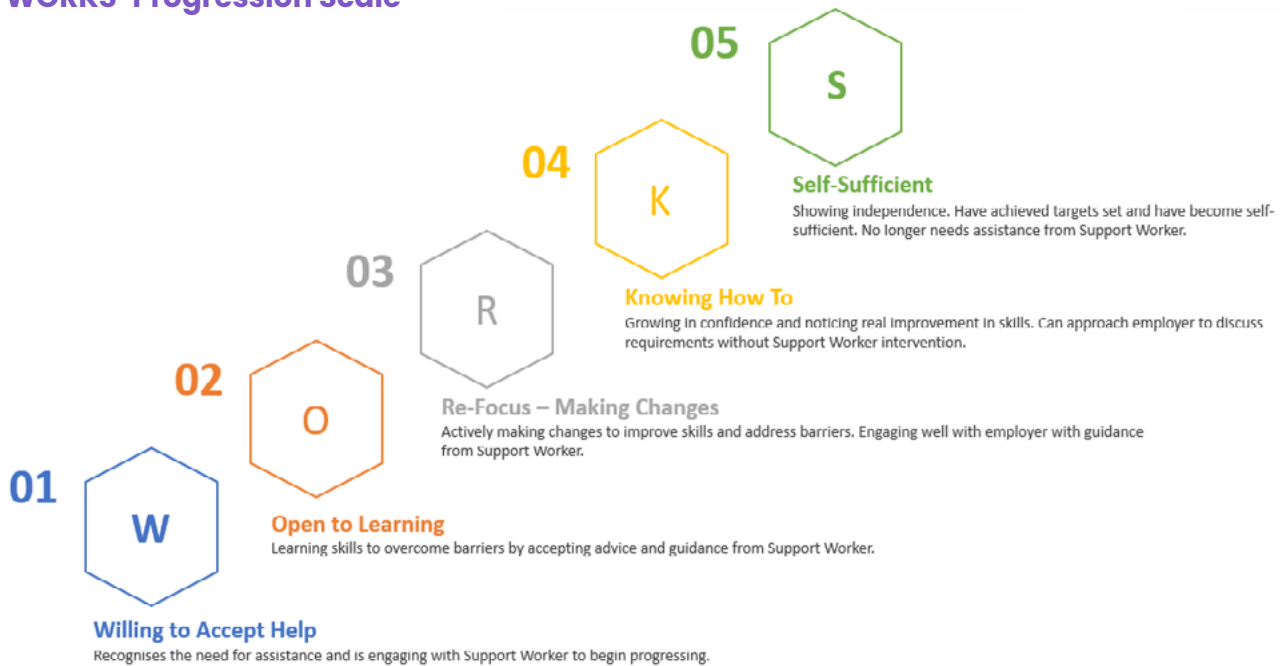 WORKS Progression Scale
05
S
Self-Sufficient
Showing independence. Have achieved targets set and have become self-
sufficient. No longer needs assistance from Support Worker.
04
K
Knowing How To
Growing in confidence and noticing real improvement in skills. Can approach employer to discuss
requirements without Support Worker intervention.
03
R
Re-Focus – Making Changes
Actively making changes to improve skills and address barriers. Engaging well with employer with guidance
from Support Worker.
02
O
Open to Learning
Learning skills to overcome barriers by accepting advice and guidance from Support Worker.
01
W
Willing to Accept Help
Recognises the need for assistance and is engaging with Support Worker to begin progressing.